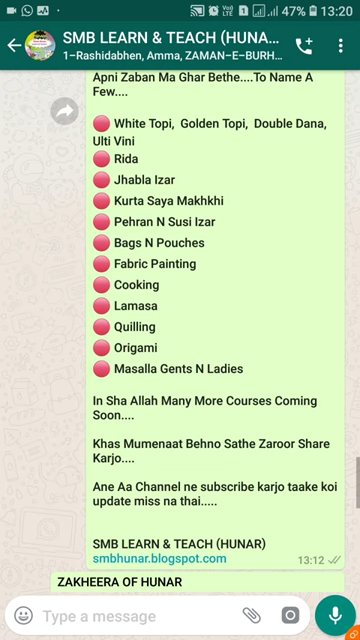 47% 13:20
SMB LEARN & TEACH (HUNA...
1–Rashidabhen, Amma, ZAMAN–E–BURH...
Apni Zaban Ma Ghar Bethe....To Name A
Few....
White Topi, Golden Topi, Double Dana,
Ulti Vini
Rida
Jhabla Izar
Kurta Saya Makhkhi
Pehran N Susi Izar
Bags N Pouches
Fabric Painting
Cooking
Lamasa
Quilling
Origami
Masalla Gents N Ladies
In Sha Allah Many More Courses Coming
Soon....
Khas Mumenaat Behno Sathe Zaroor Share
Karjo....
Ane Aa Channel ne subscribe karjo taake koi
update miss na thai.....
SMB LEARN & TEACH (HUNAR)
smbhunar.blogspot.com 13:12
ZAKHEERA OF HUNAR
Type a message